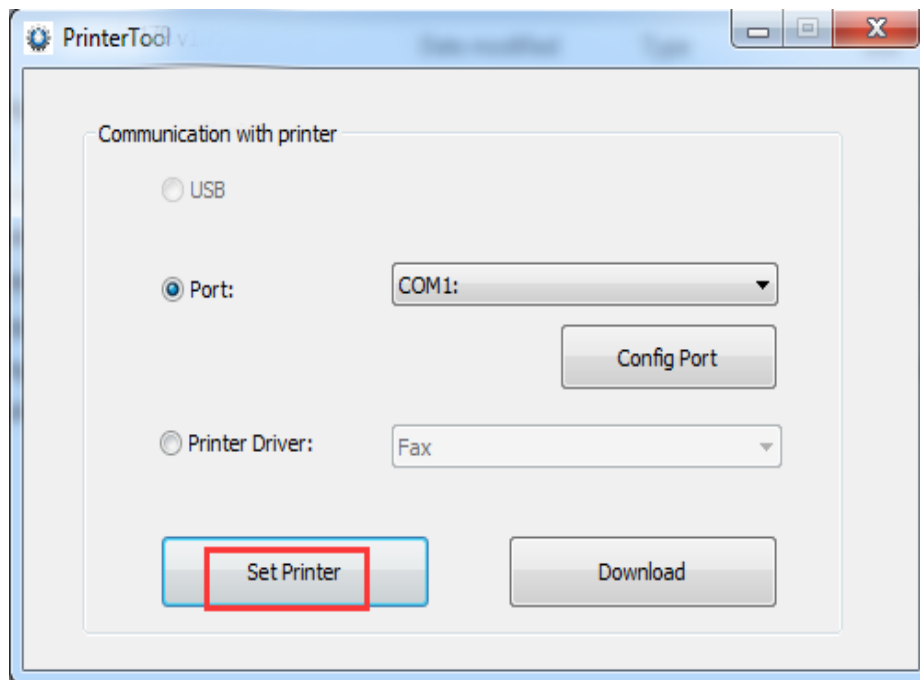 PrinterTool
Communication with printer
USB
Port:
COM1:
Config Port
Printer Driver:
Fax
Set Printer
Download